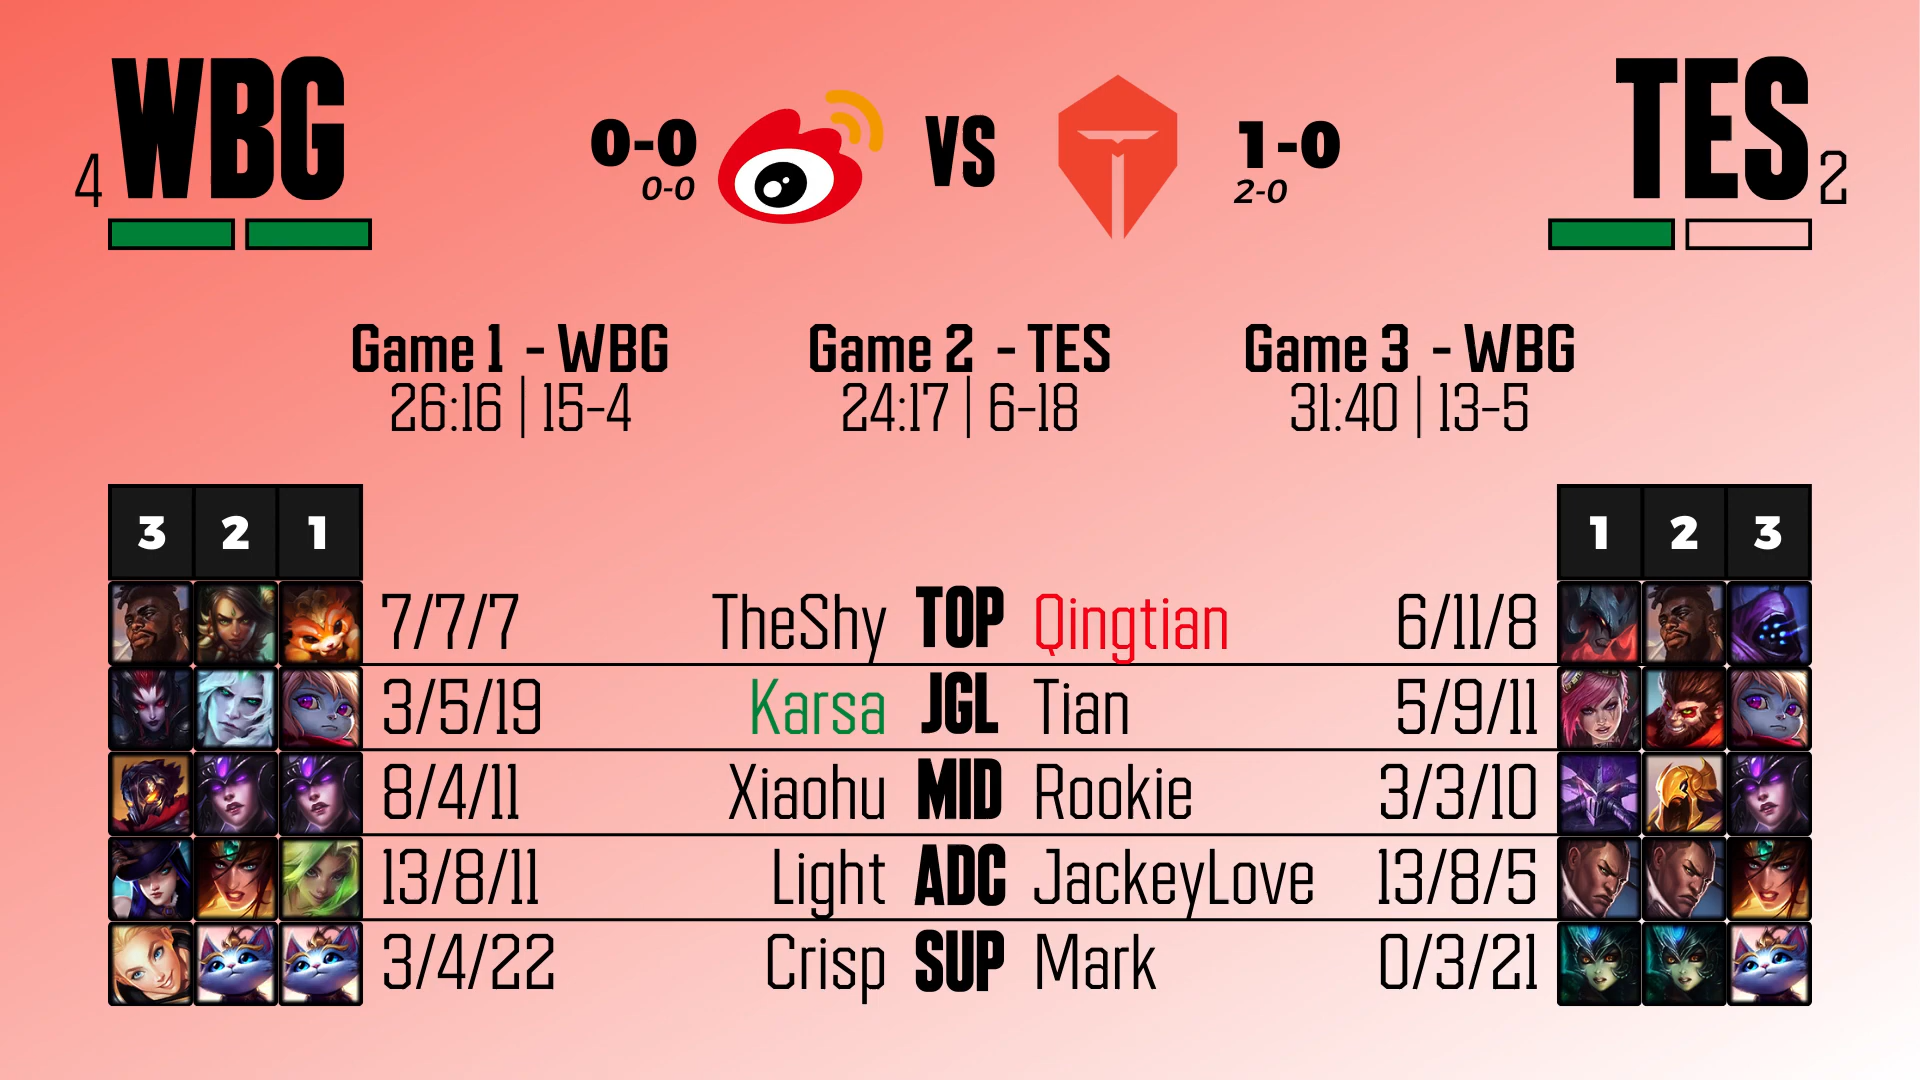 4 WBG 0-0 VS 1-0 TES 2
0-0 2-0
Game 1 - WBG Game 2 - TES Game 3 - WBG
26:16 | 15-4 24:17 | 6-18 31:40 | 13-5
3 2 1 1 2 3
7/7/7 TheShy TOP Qingtian 6/11/8
3/5/19 Karsa JGL Tian 5/9/11
8/4/11 Xiaohu MID Rookie 3/3/10
13/8/11 Light ADC JackeyLove 13/8/5
3/4/22 Crisp SUP Mark 0/3/21